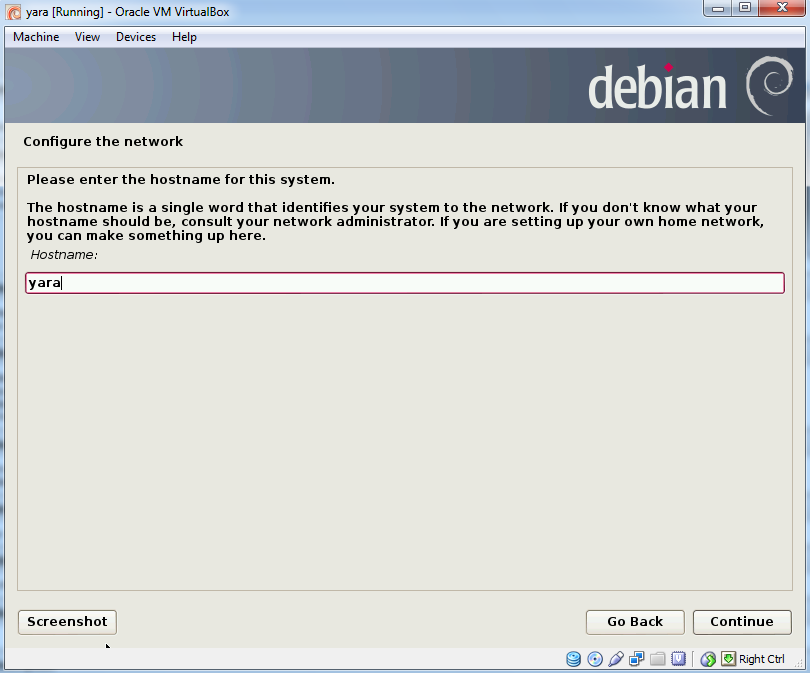 yara [Running] - Oracle VM VirtualBox
Machine View Devices Help
debian
Configure the network
Please enter the hostname for this system.
The hostname is a single word that identifies your system to the network. If you don't know what your
hostname should be, consult your network administrator. If you are setting up your own home network,
you can make something up here.
Hostname:
yara
Screenshot Go Back Continue
Right Ctrl